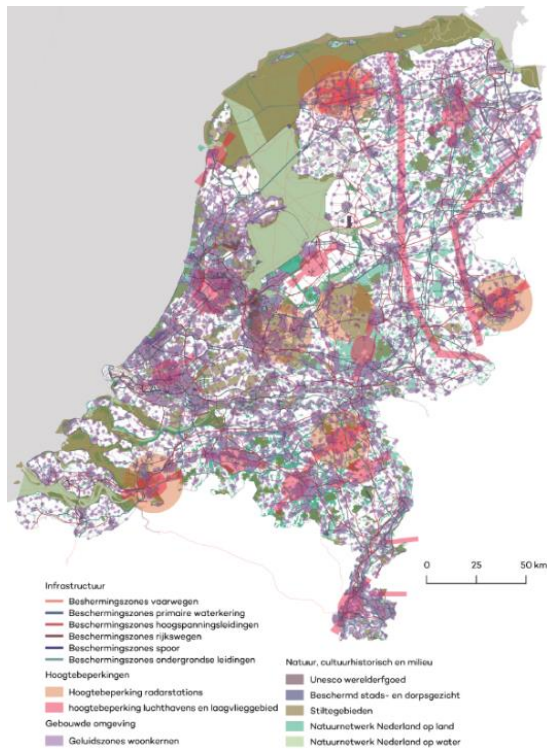 0 25 50 km
Infrastructuur
Beshermingszones vaarwegen
Beschermingszones primaire waterkering
Beschermingszones hoogspanningsleidingen
Beschermingszones rijkswegen
Beschermingszones spoor
Beschermingszones ondergrondse leidingen
Hoogtebeperkingen
Hoogtebeperking radarstations
hoogtebeperking luchthavens en laagvlieggebied
Gebouwde omgeving
Geluidszones woonkernen
Natuur, cultuurhistorisch en milieu
Unesco werelderfgoed
Beschermd stads- en dorpsgezicht
Stiltegebieden
Natuurnetwerk Nederland op land
Natuurnetwerk Nederland op water